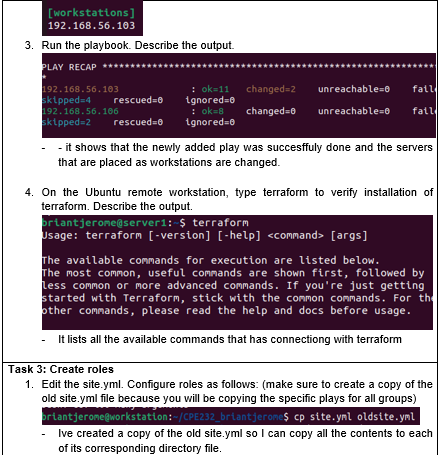 [workstations]
192.168.56.103
3. Run the playbook. Describe the output.
PLAY RECAP ****************************************************************
*
192.168.56.103 : ok=11 changed=2 unreachable=0 faile
skipped=4 rescued=0 ignored=0
192.168.56.106 : ok=8 changed=0 unreachable=0 faile
skipped=2 rescued=0 ignored=0
- - it shows that the newly added play was succesffuly done and the servers
that are placed as workstations are changed.
4. On the Ubuntu remote workstation, type terraform to verify installation of
terraform. Describe the output.
briantjerome@server1:~$ terraform
Usage: terraform [-version] [-help] <command> [args]
The available commands for execution are listed below.
The most common, useful commands are shown first, followed by
less common or more advanced commands. If you're just getting
started with Terraform, stick with the common commands. For the
other commands, please read the help and docs before usage.
- It lists all the available commands that has connectiong with terraform
Task 3: Create roles
1. Edit the site.yml. Configure roles as follows: (make sure to create a copy of the
old site.yml file because you will be copying the specific plays for all groups)
briantjerome@workstation:~/CPE232_briantjerome$ cp site.yml oldsite.yml
- Ive created a copy of the old site.yml so I can copy all the contents to each
of its corresponding directory file.